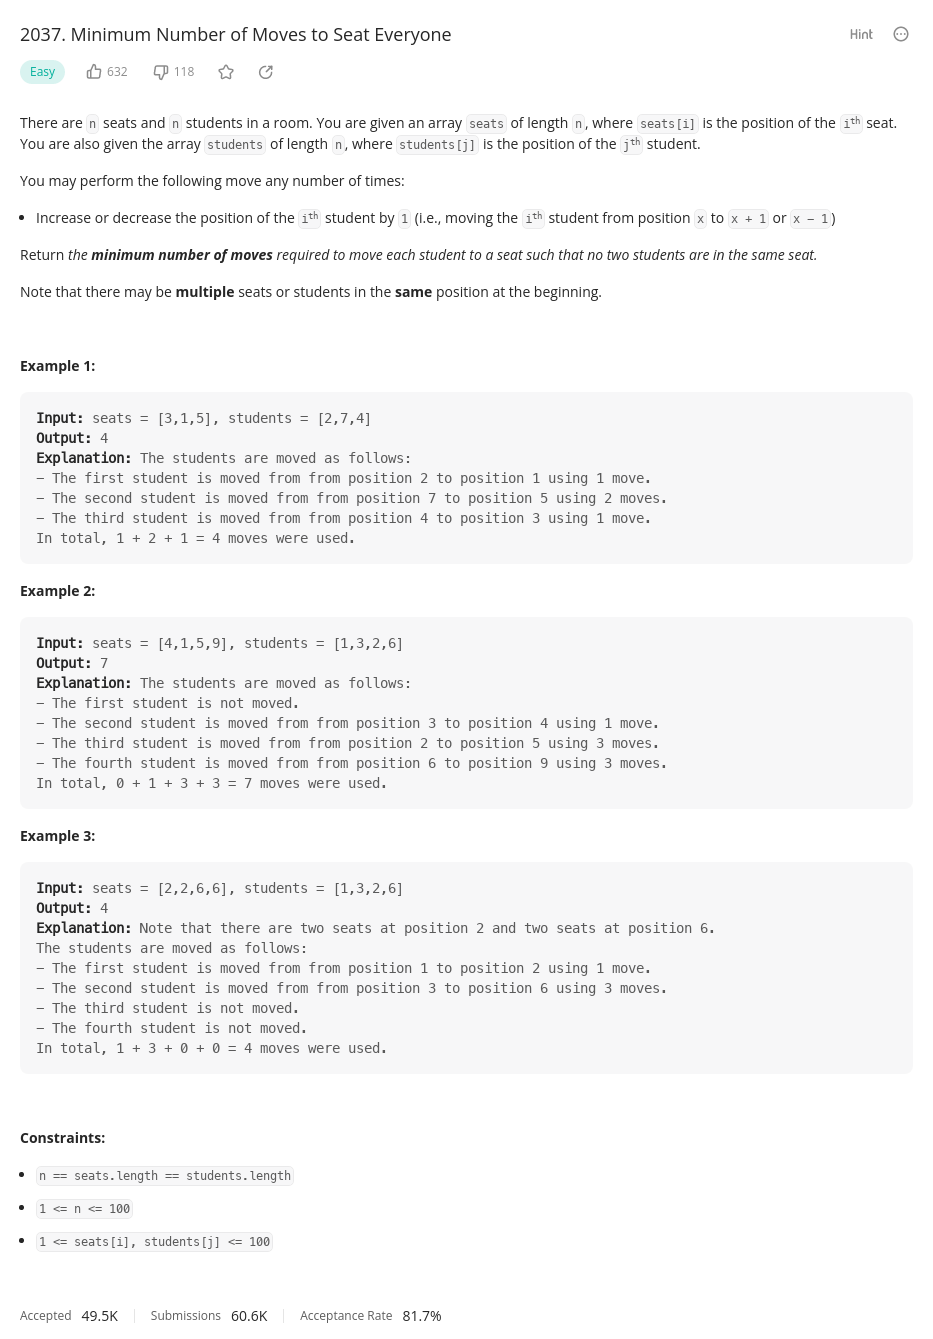 2037. Minimum Number of Moves to Seat Everyone
Hint
Easy 632 118
There are n seats and n students in a room. You are given an array seats of length n, where seats[i] is the position of the ith seat.
You are also given the array students of length n, where students[j] is the position of the jth student.
You may perform the following move any number of times:
• Increase or decrease the position of the ith student by 1 (i.e., moving the ith student from position x to x + 1 or x − 1)
Return the minimum number of moves required to move each student to a seat such that no two students are in the same seat.
Note that there may be multiple seats or students in the same position at the beginning.
Example 1:
Input: seats = [3,1,5], students = [2,7,4]
Output: 4
Explanation: The students are moved as follows:
− The first student is moved from from position 2 to position 1 using 1 move.
− The second student is moved from from position 7 to position 5 using 2 moves.
− The third student is moved from from position 4 to position 3 using 1 move.
In total, 1 + 2 + 1 = 4 moves were used.
Example 2:
Input: seats = [4,1,5,9], students = [1,3,2,6]
Output: 7
Explanation: The students are moved as follows:
− The first student is not moved.
− The second student is moved from from position 3 to position 4 using 1 move.
− The third student is moved from from position 2 to position 5 using 3 moves.
− The fourth student is moved from from position 6 to position 9 using 3 moves.
In total, 0 + 1 + 3 + 3 = 7 moves were used.
Example 3:
Input: seats = [2,2,6,6], students = [1,3,2,6]
Output: 4
Explanation: Note that there are two seats at position 2 and two seats at position 6.
The students are moved as follows:
− The first student is moved from from position 1 to position 2 using 1 move.
− The second student is moved from from position 3 to position 6 using 3 moves.
− The third student is not moved.
− The fourth student is not moved.
In total, 1 + 3 + 0 + 0 = 4 moves were used.
Constraints:
• n == seats.length == students.length
• 1 <= n <= 100
• 1 <= seats[i], students[j] <= 100
Accepted 49.5K Submissions 60.6K Acceptance Rate 81.7%